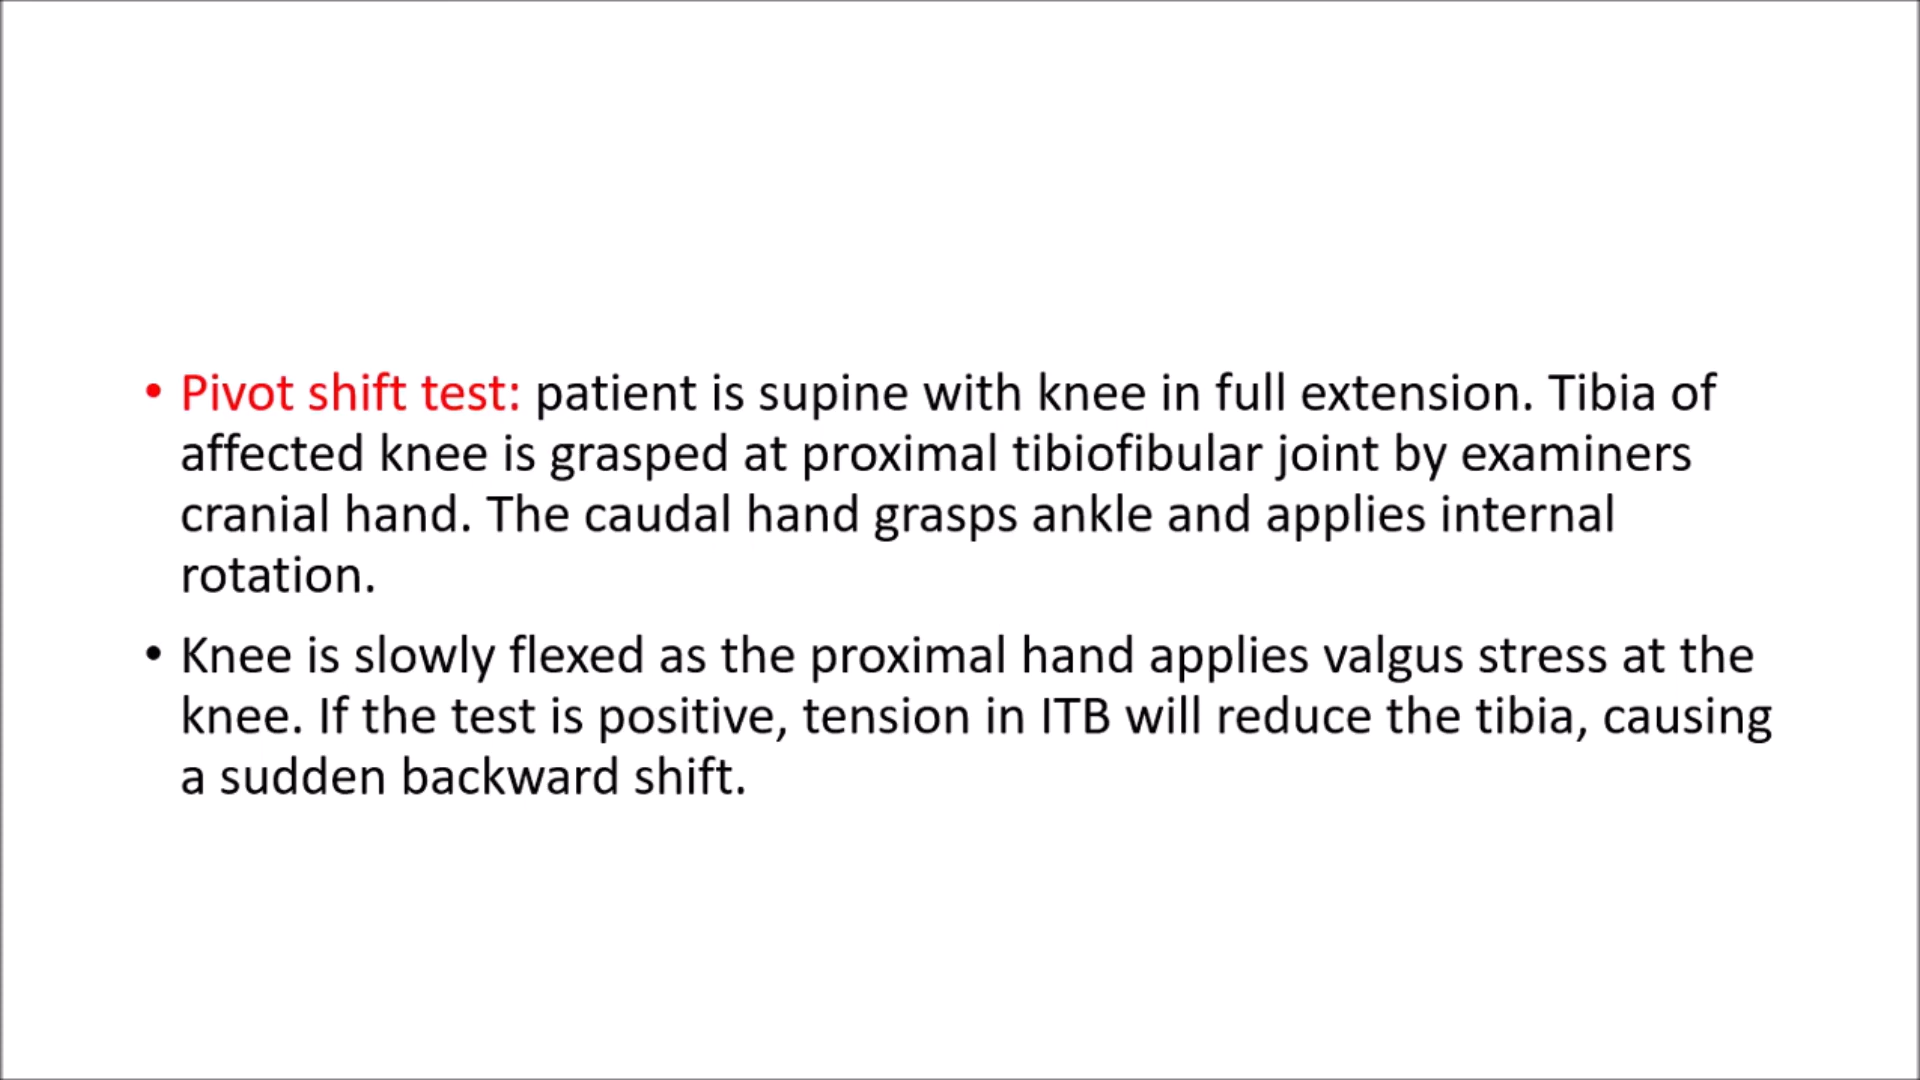 • Pivot shift test: patient is supine with knee in full extension. Tibia of
affected knee is grasped at proximal tibiofibular joint by examiners
cranial hand. The caudal hand grasps ankle and applies internal
rotation.
• Knee is slowly flexed as the proximal hand applies valgus stress at the
knee. If the test is positive, tension in ITB will reduce the tibia, causing
a sudden backward shift.